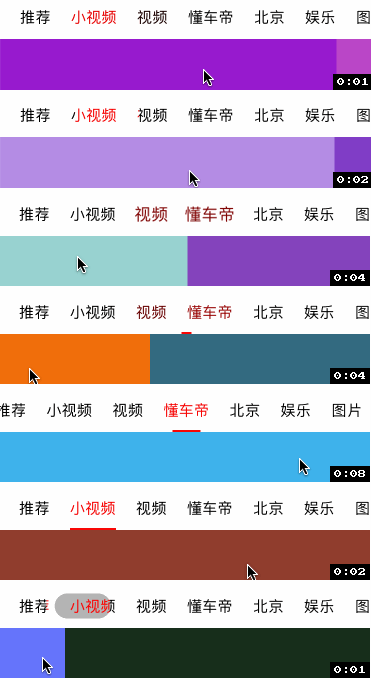 推荐 小视频 视频 懂车帝 北京 娱乐 图
0:01
推荐 小视频 视频 懂车帝 北京 娱乐 图
0:02
推荐 小视频 视频 懂车帝 北京 娱乐 图
0:04
推荐 小视频 视频 懂车帝 北京 娱乐 图
0:04
推荐 小视频 视频 懂车帝 北京 娱乐 图片
0:08
推荐 小视频 视频 懂车帝 北京 娱乐 图
0:02
推荐 小视频 视频 懂车帝 北京 娱乐 图
0:01